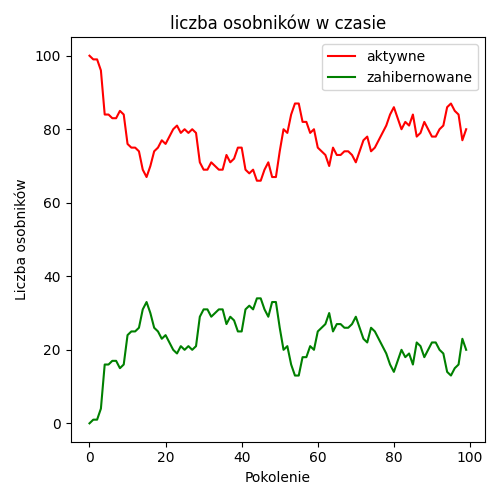 liczba osobników w czasie
aktywne
zahibernowane
Liczba osobników
100
80
60
40
20
0
0 20 40 60 80 100
Pokolenie